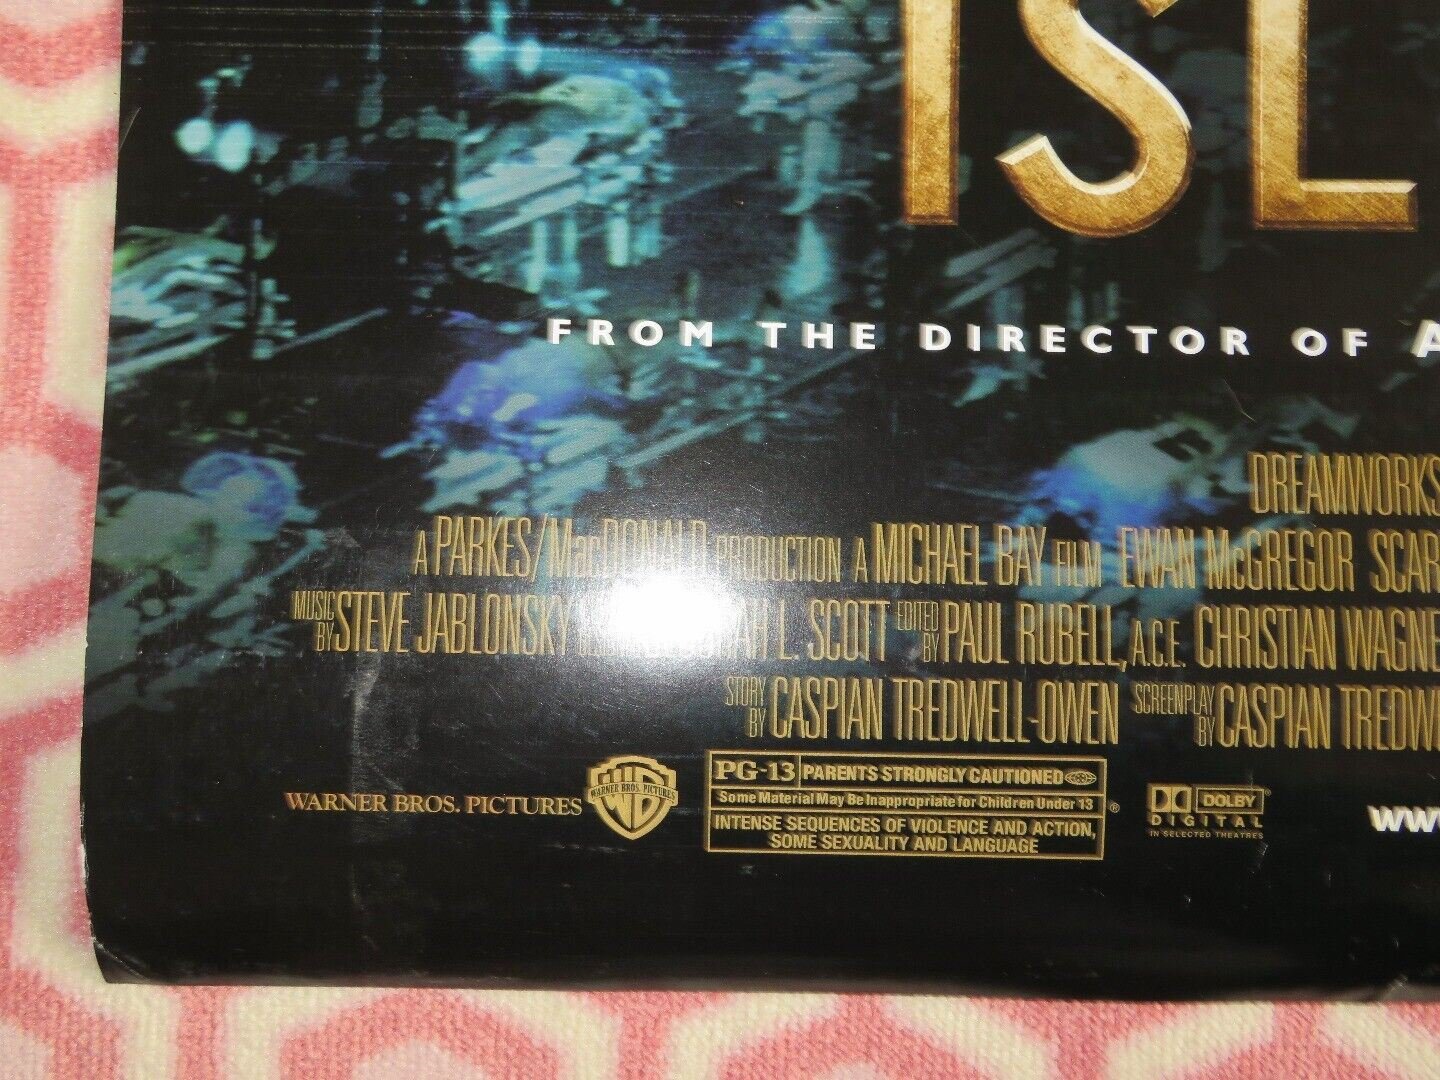 ISL
FROM THE DIRECTOR OF A
DREAMWORKS
A PARKES/MacDONALD PRODUCTION A MICHAEL BAY FILM EWAN McGREGOR SCAR
MUSIC BY STEVE JABLONSKY L. SCOTT EDITED BY PAUL RUBELL, A.C.E. CHRISTIAN WAGNE
STORY BY CASPIAN TREDWELL-OWEN SCREENPLAY BY CASPIAN TREDW
WARNER BROS. PICTURES
WB
WARNER BROS. PICTURES
PG-13 PARENTS STRONGLY CAUTIONED
Some Material May Be Inappropriate for Children Under 13 ®
INTENSE SEQUENCES OF VIOLENCE AND ACTION,
SOME SEXUALITY AND LANGUAGE
DOLBY
DIGITAL
IN SELECTED THEATRES
www